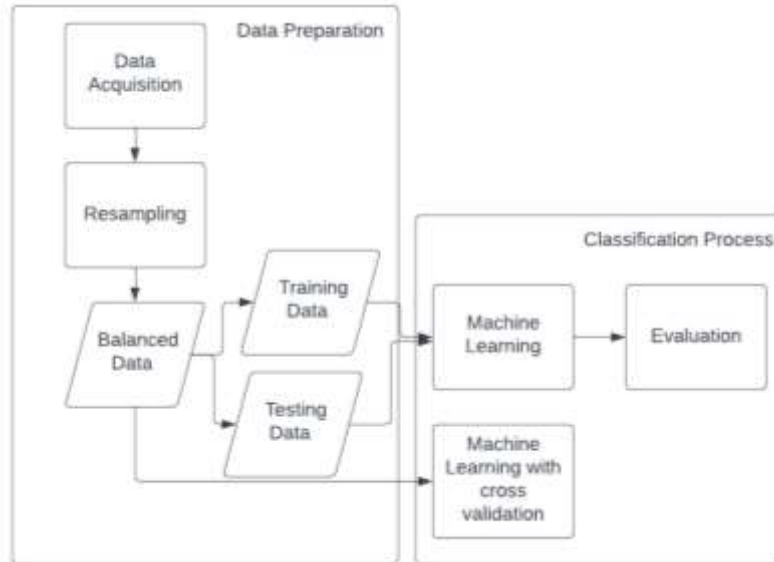 Data Preparation
Data
Acquisition
Resampling
Classification Process
Training
Data
Balanced
Data
Machine
Learning
Evaluation
Testing
Data
Machine
Learning with
cross
validation